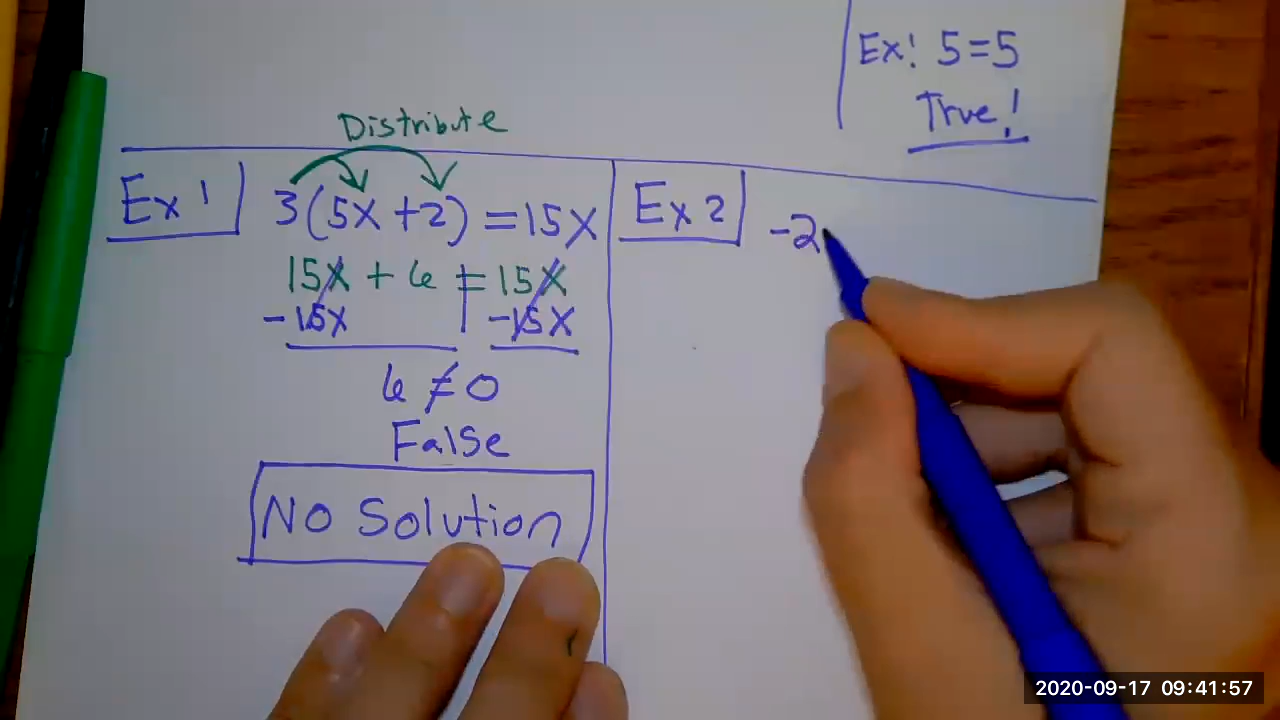 Ex! 5=5
True!
Distribute
Ex 1
3(5x+2)=15x
15x + 6 = 15x
-15x -15x
6 ≠ 0
False
No Solution
Ex 2
-2
2020-09-17 09:41:57